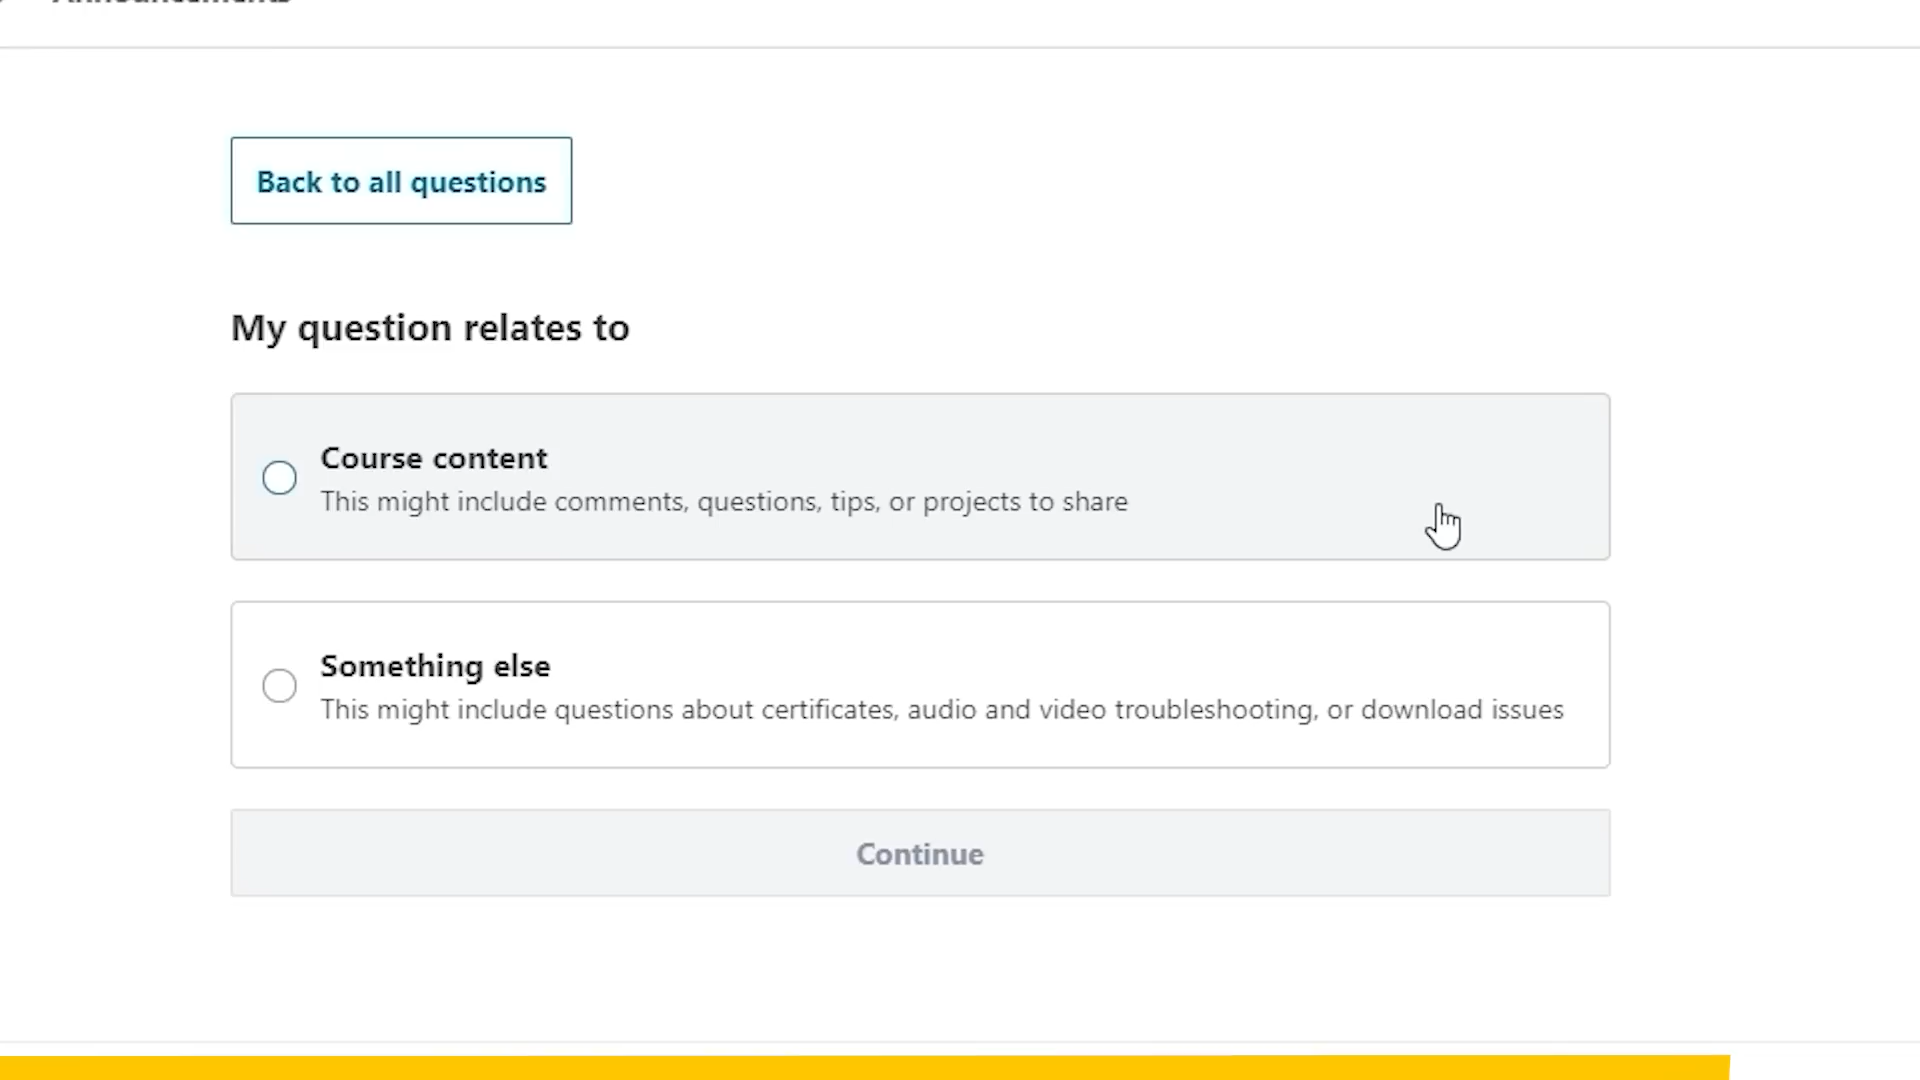 Back to all questions
My question relates to
Course content
This might include comments, questions, tips, or projects to share
Something else
This might include questions about certificates, audio and video troubleshooting, or download issues
Continue